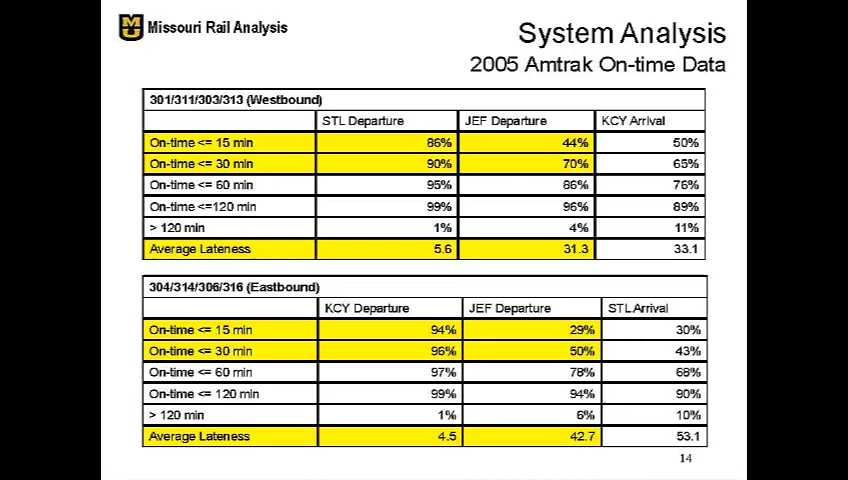 MU
Missouri Rail Analysis
System Analysis
2005 Amtrak On-time Data
301/311/303/313 (Westbound)
STL Departure JEF Departure KCY Arrival
On-time <= 15 min 86% 44% 50%
On-time <= 30 min 90% 70% 65%
On-time <= 60 min 95% 86% 76%
On-time <=120 min 99% 96% 89%
> 120 min 1% 4% 11%
Average Lateness 5.6 31.3 33.1
304/314/306/316 (Eastbound)
KCY Departure JEF Departure STL Arrival
On-time <= 15 min 94% 29% 30%
On-time <= 30 min 96% 50% 43%
On-time <= 60 min 97% 78% 68%
On-time <= 120 min 99% 94% 90%
> 120 min 1% 6% 10%
Average Lateness 4.5 42.7 53.1
14